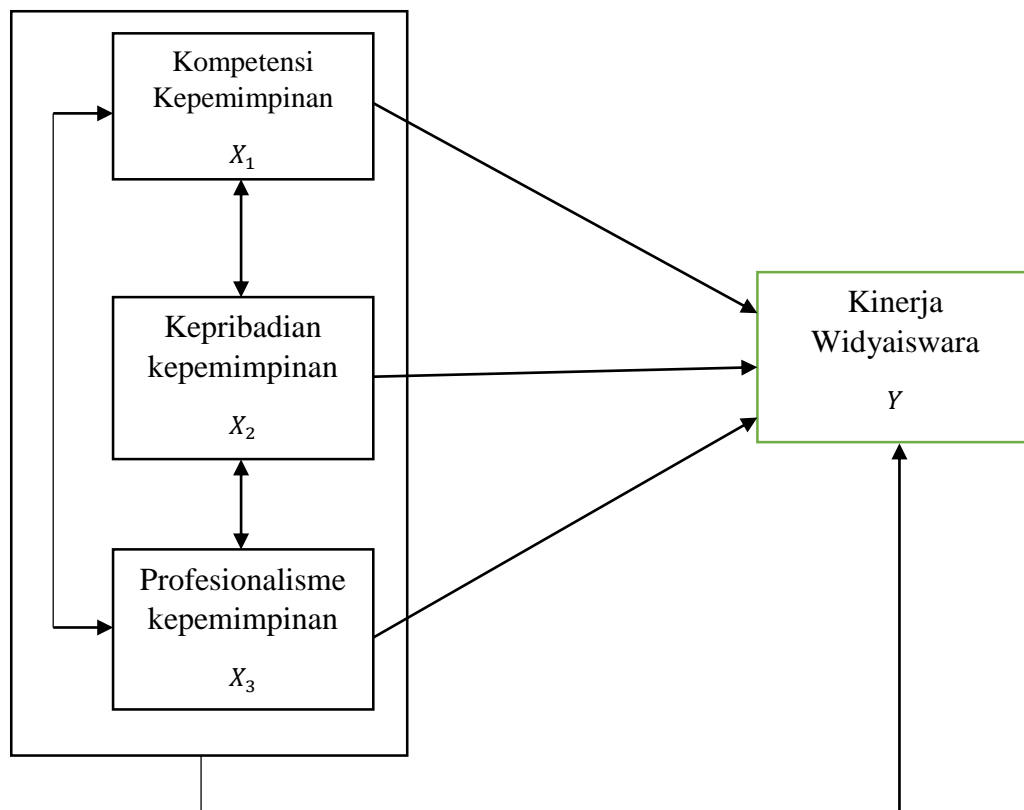 Kompetensi
Kepemimpinan
X₁
Kepribadian
kepemimpinan
X₂
Profesionalisme
kepemimpinan
X₃
Kinerja
Widyaiswara
Y